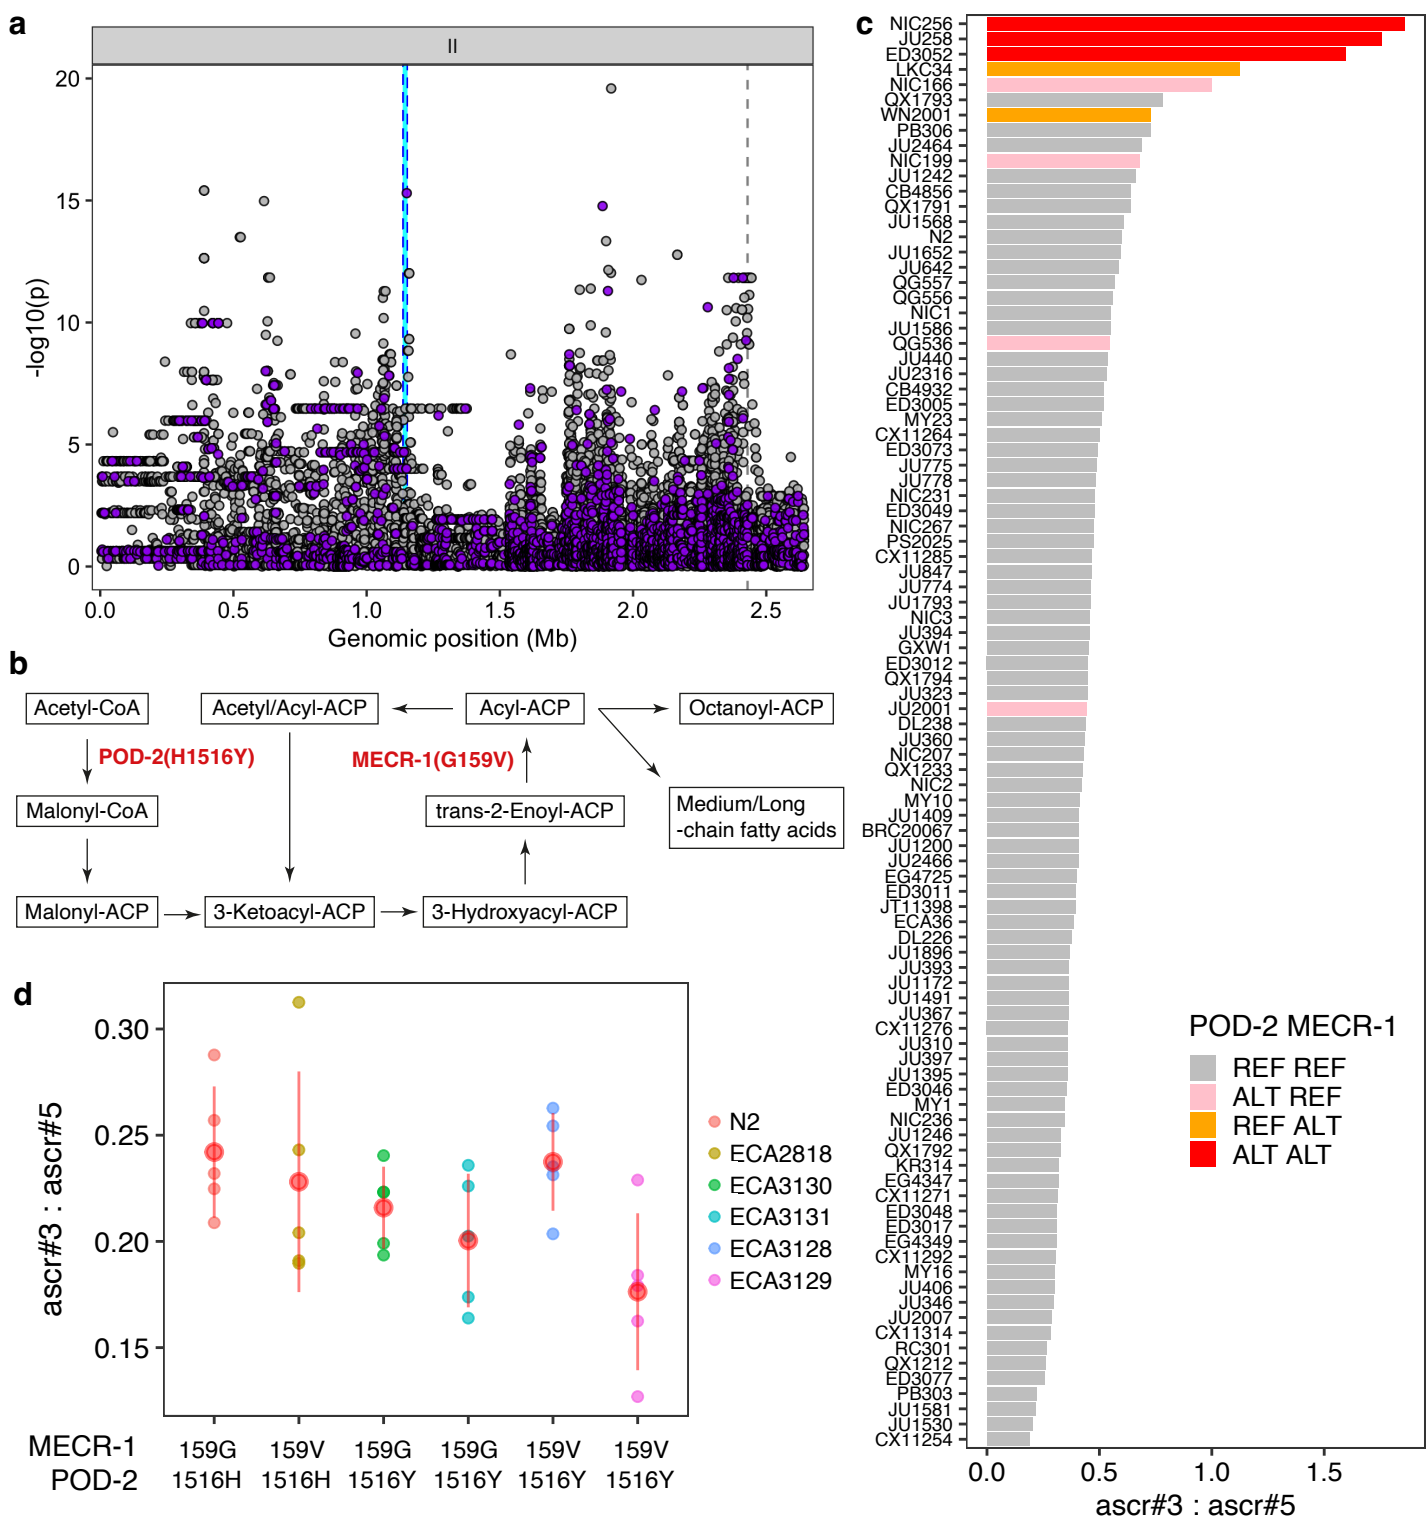 a
II
20
15
10
5
0
-log10(p)
0.0 0.5 1.0 1.5 2.0 2.5
Genomic position (Mb)
b
Acetyl-CoA
Acetyl/Acyl-ACP
Acyl-ACP
Octanoyl-ACP
POD-2(H1516Y)
MECR-1(G159V)
Malonyl-CoA
trans-2-Enoyl-ACP
Medium/Long
-chain fatty acids
Malonyl-ACP
3-Ketoacyl-ACP
3-Hydroxyacyl-ACP
c
NIC256
JU258
ED3052
LKC34
NIC166
QX1793
WN2001
PB306
JU2464
NIC199
JU1242
CB4856
QX1791
JU1568
N2
JU1652
JU642
QG557
QG556
NIC1
JU1586
QG536
JU440
JU2316
CB4932
ED3005
MY23
CX11264
ED3073
JU775
JU778
NIC231
ED3049
NIC267
PS2025
CX11285
JU847
JU774
JU1793
NIC3
JU394
GXW1
ED3012
QX1794
JU323
JU2001
DL238
JU360
NIC207
QX1233
NIC2
MY10
JU1409
BRC20067
JU1200
JU2466
EG4725
ED3011
JT11398
ECA36
DL226
JU1896
JU393
JU1172
JU1491
JU367
CX11276
JU310
JU397
JU1395
ED3046
MY1
NIC236
JU1246
QX1792
KR314
EG4347
CX11271
ED3048
ED3017
EG4349
CX11292
MY16
JU406
JU346
JU2007
CX11314
RC301
QX1212
ED3077
PB303
JU1581
JU1530
CX11254
0.0 0.5 1.0 1.5
ascr#3 : ascr#5
POD-2 MECR-1
REF REF
ALT REF
REF ALT
ALT ALT
d
0.30
0.25
0.20
0.15
ascr#3 : ascr#5
N2
ECA2818
ECA3130
ECA3131
ECA3128
ECA3129
MECR-1 159G 159V 159G 159G 159V 159V
POD-2 1516H 1516H 1516Y 1516Y 1516Y 1516Y